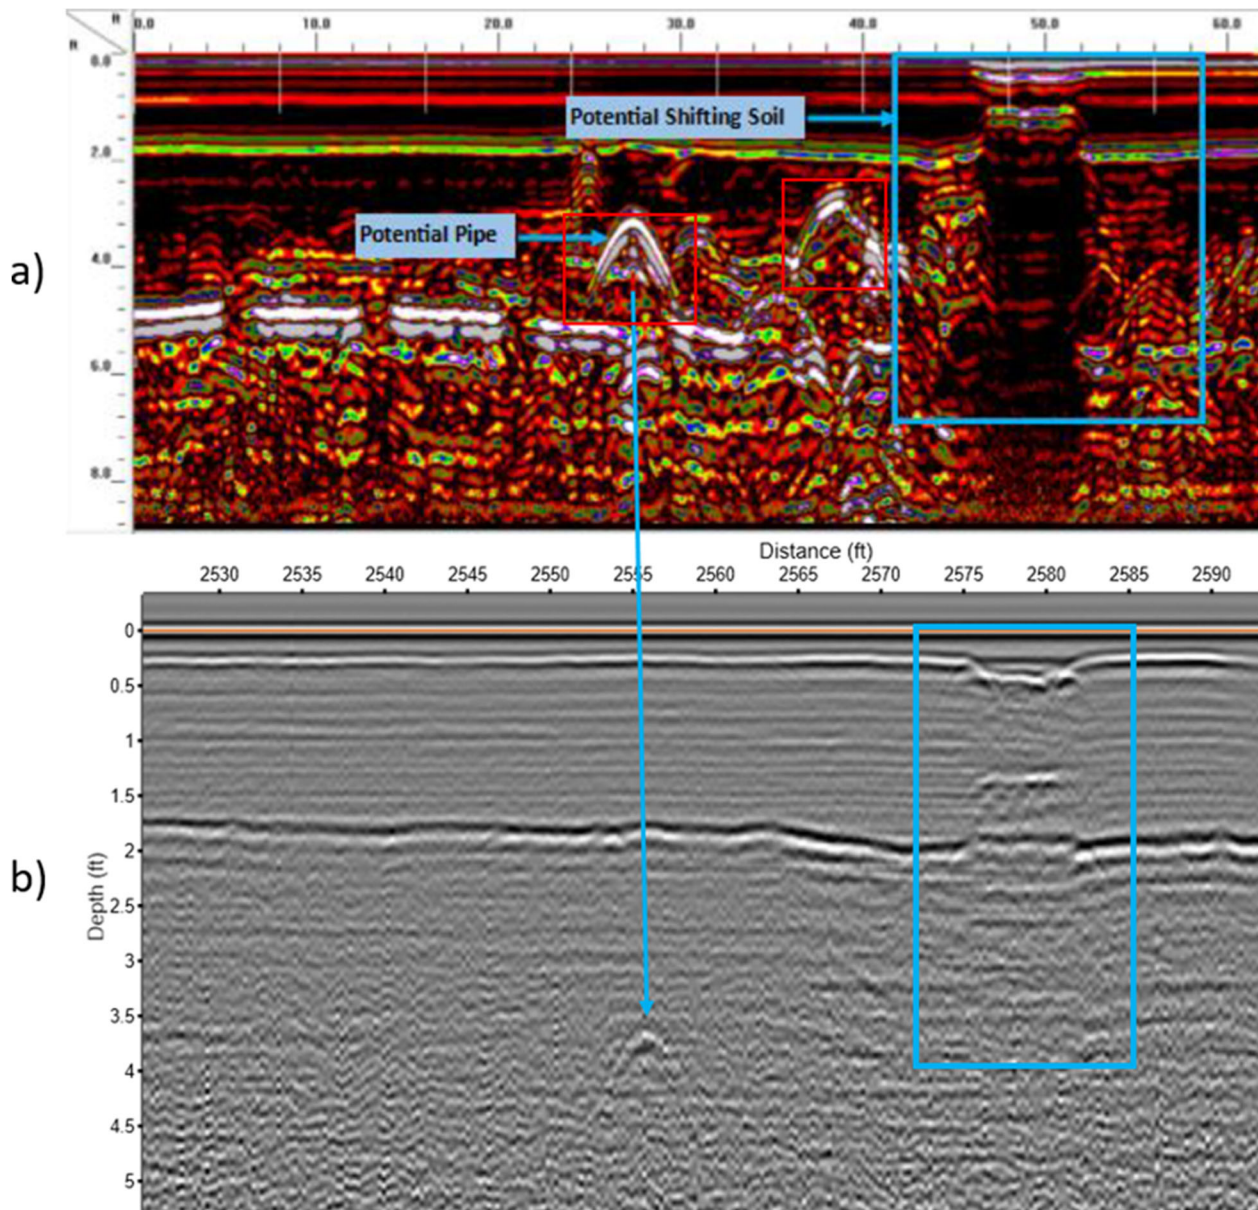 a)
ft
0.0 10.0 20.0 30.0 40.0 50.0 60.0
ft
0.0
Potential Shifting Soil
2.0
Potential Pipe
4.0
6.0
8.0
Distance (ft)
2530 2535 2540 2545 2550 2555 2560 2565 2570 2575 2580 2585 2590
b)
Depth (ft)
0
0.5
1
1.5
2
2.5
3
3.5
4
4.5
5